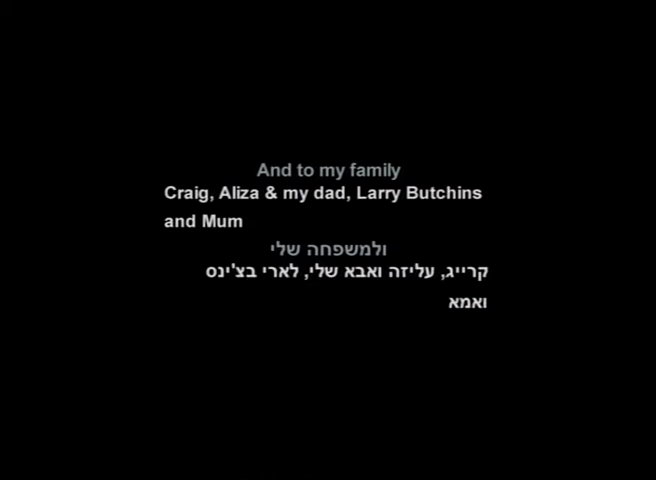 And to my family
Craig, Aliza & my dad, Larry Butchins
and Mum
ולמשפחה שלי
קרייג, עליזה ואבא שלי, לארי בצ'ינס
ואמא